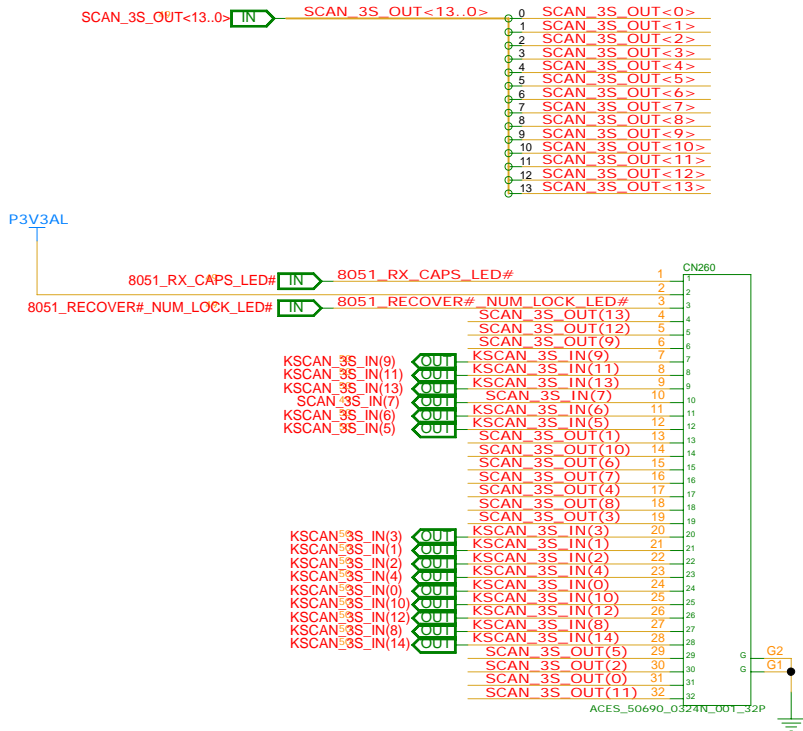 SCAN_3S_OUT<13..0> IN SCAN_3S_OUT<13..0>
0 SCAN_3S_OUT<0>
1 SCAN_3S_OUT<1>
2 SCAN_3S_OUT<2>
3 SCAN_3S_OUT<3>
4 SCAN_3S_OUT<4>
5 SCAN_3S_OUT<5>
6 SCAN_3S_OUT<6>
7 SCAN_3S_OUT<7>
8 SCAN_3S_OUT<8>
9 SCAN_3S_OUT<9>
10 SCAN_3S_OUT<10>
11 SCAN_3S_OUT<11>
12 SCAN_3S_OUT<12>
13 SCAN_3S_OUT<13>
P3V3AL
CN260
8051_RX_CAPS_LED# IN 8051_RX_CAPS_LED# 1 1
2 2
8051_RECOVER#_NUM_LOCK_LED# IN 8051_RECOVER#_NUM_LOCK_LED# 3 3
SCAN_3S_OUT(13) 4 4
SCAN_3S_OUT(12) 5 5
SCAN_3S_OUT(9) 6 6
KSCAN_3S_IN(9) OUT KSCAN_3S_IN(9) 7 7
KSCAN_3S_IN(11) OUT KSCAN_3S_IN(11) 8 8
KSCAN_3S_IN(13) OUT KSCAN_3S_IN(13) 9 9
SCAN_3S_IN(7) OUT SCAN_3S_IN(7) 10 10
KSCAN_3S_IN(6) OUT KSCAN_3S_IN(6) 11 11
KSCAN_3S_IN(5) OUT KSCAN_3S_IN(5) 12 12
SCAN_3S_OUT(1) 13 13
SCAN_3S_OUT(10) 14 14
SCAN_3S_OUT(6) 15 15
SCAN_3S_OUT(7) 16 16
SCAN_3S_OUT(4) 17 17
SCAN_3S_OUT(8) 18 18
SCAN_3S_OUT(3) 19 19
KSCAN_3S_IN(3) OUT KSCAN_3S_IN(3) 20 20
KSCAN_3S_IN(1) OUT KSCAN_3S_IN(1) 21 21
KSCAN_3S_IN(2) OUT KSCAN_3S_IN(2) 22 22
KSCAN_3S_IN(4) OUT KSCAN_3S_IN(4) 23 23
KSCAN_3S_IN(0) OUT KSCAN_3S_IN(0) 24 24
KSCAN_3S_IN(10) OUT KSCAN_3S_IN(10) 25 25
KSCAN_3S_IN(12) OUT KSCAN_3S_IN(12) 26 26
KSCAN_3S_IN(8) OUT KSCAN_3S_IN(8) 27 27
KSCAN_3S_IN(14) OUT KSCAN_3S_IN(14) 28 28
SCAN_3S_OUT(5) 29 29 G G2
SCAN_3S_OUT(2) 30 30 G G1
SCAN_3S_OUT(0) 31 31
SCAN_3S_OUT(11) 32 32
ACES_50690_0324N_001_32P